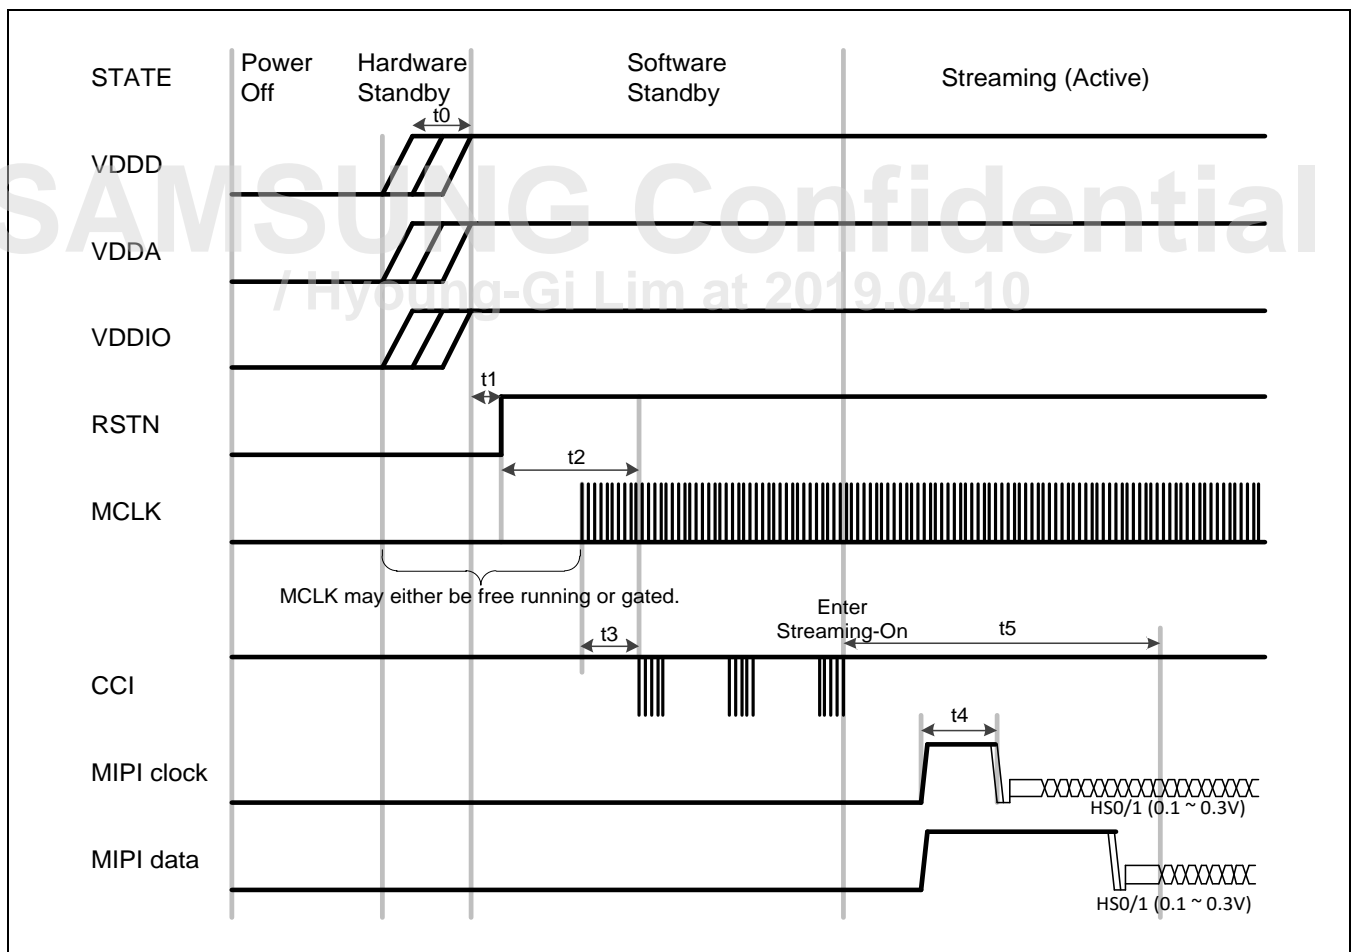 STATE
Power
Off
Hardware
Standby
Software
Standby
Streaming (Active)
t0
VDDD
SAMSUNG Confidential
VDDA
/ Hyoung-Gi Lim at 2019.04.10
VDDIO
t1
RSTN
t2
MCLK
MCLK may either be free running or gated.
Enter
Streaming-On
t3
t5
CCI
t4
MIPI clock
HS0/1 (0.1 ~ 0.3V)
MIPI data
HS0/1 (0.1 ~ 0.3V)